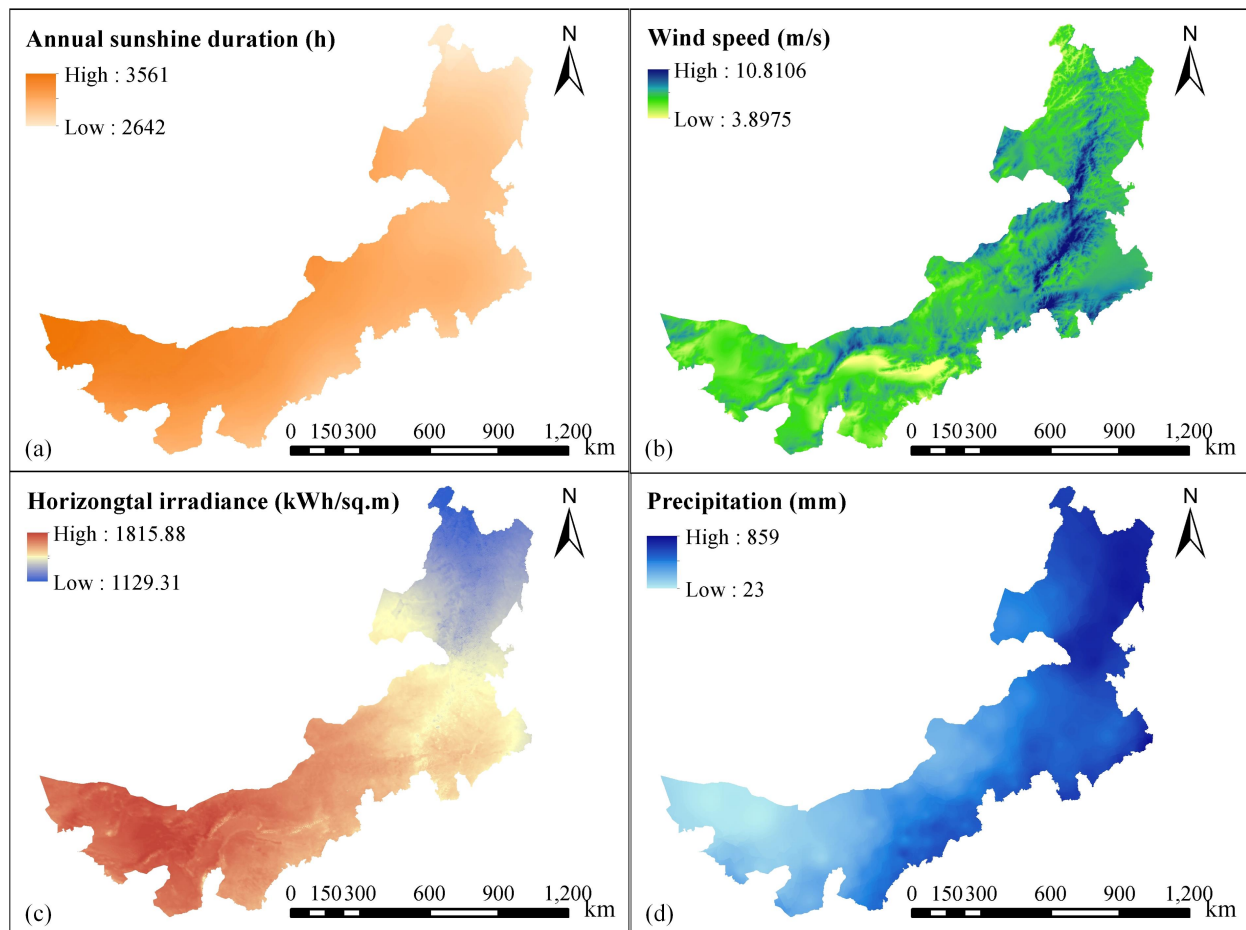 Annual sunshine duration (h)
High : 3561
Low : 2642
N
0 150 300 600 900 1,200
km
(a)
Wind speed (m/s)
High : 10.8106
Low : 3.8975
N
0 150 300 600 900 1,200
km
(b)
Horizongtal irradiance (kWh/sq.m)
High : 1815.88
Low : 1129.31
N
0 150 300 600 900 1,200
km
(c)
Precipitation (mm)
High : 859
Low : 23
N
0 150 300 600 900 1,200
km
(d)